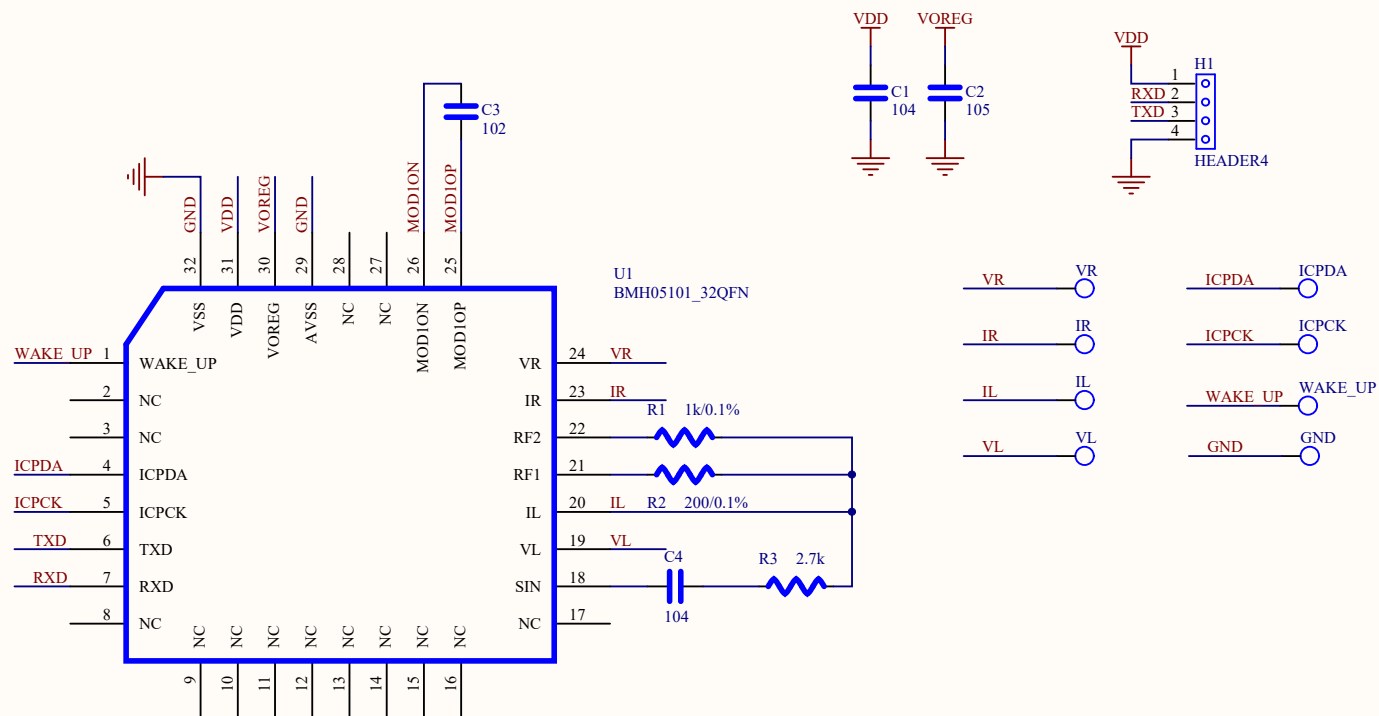 VDD
VOREG
C1
104
C2
105
VDD
H1
1
RXD 2
TXD 3
4
HEADER4
C3
102
GND
VDD
VOREG
GND
MOD1ON
MOD1OP
32
31
30
29
28
27
26
25
VSS
VDD
VOREG
AVSS
NC
NC
MOD1ON
MOD1OP
U1
BMH05101_32QFN
WAKE_UP 1 WAKE_UP
2 NC
3 NC
ICPDA 4 ICPDA
ICPCK 5 ICPCK
TXD 6 TXD
RXD 7 RXD
8 NC
VR 24 VR
IR 23 IR
R1 1k/0.1%
RF2 22
RF1 21
IL 20 IL
R2 200/0.1%
VL 19 VL
C4
R3 2.7k
SIN 18
104
NC 17
NC
NC
NC
NC
NC
NC
NC
NC
9
10
11
12
13
14
15
16
VR VR
IR IR
IL IL
VL VL
ICPDA ICPDA
ICPCK ICPCK
WAKE_UP WAKE_UP
GND GND